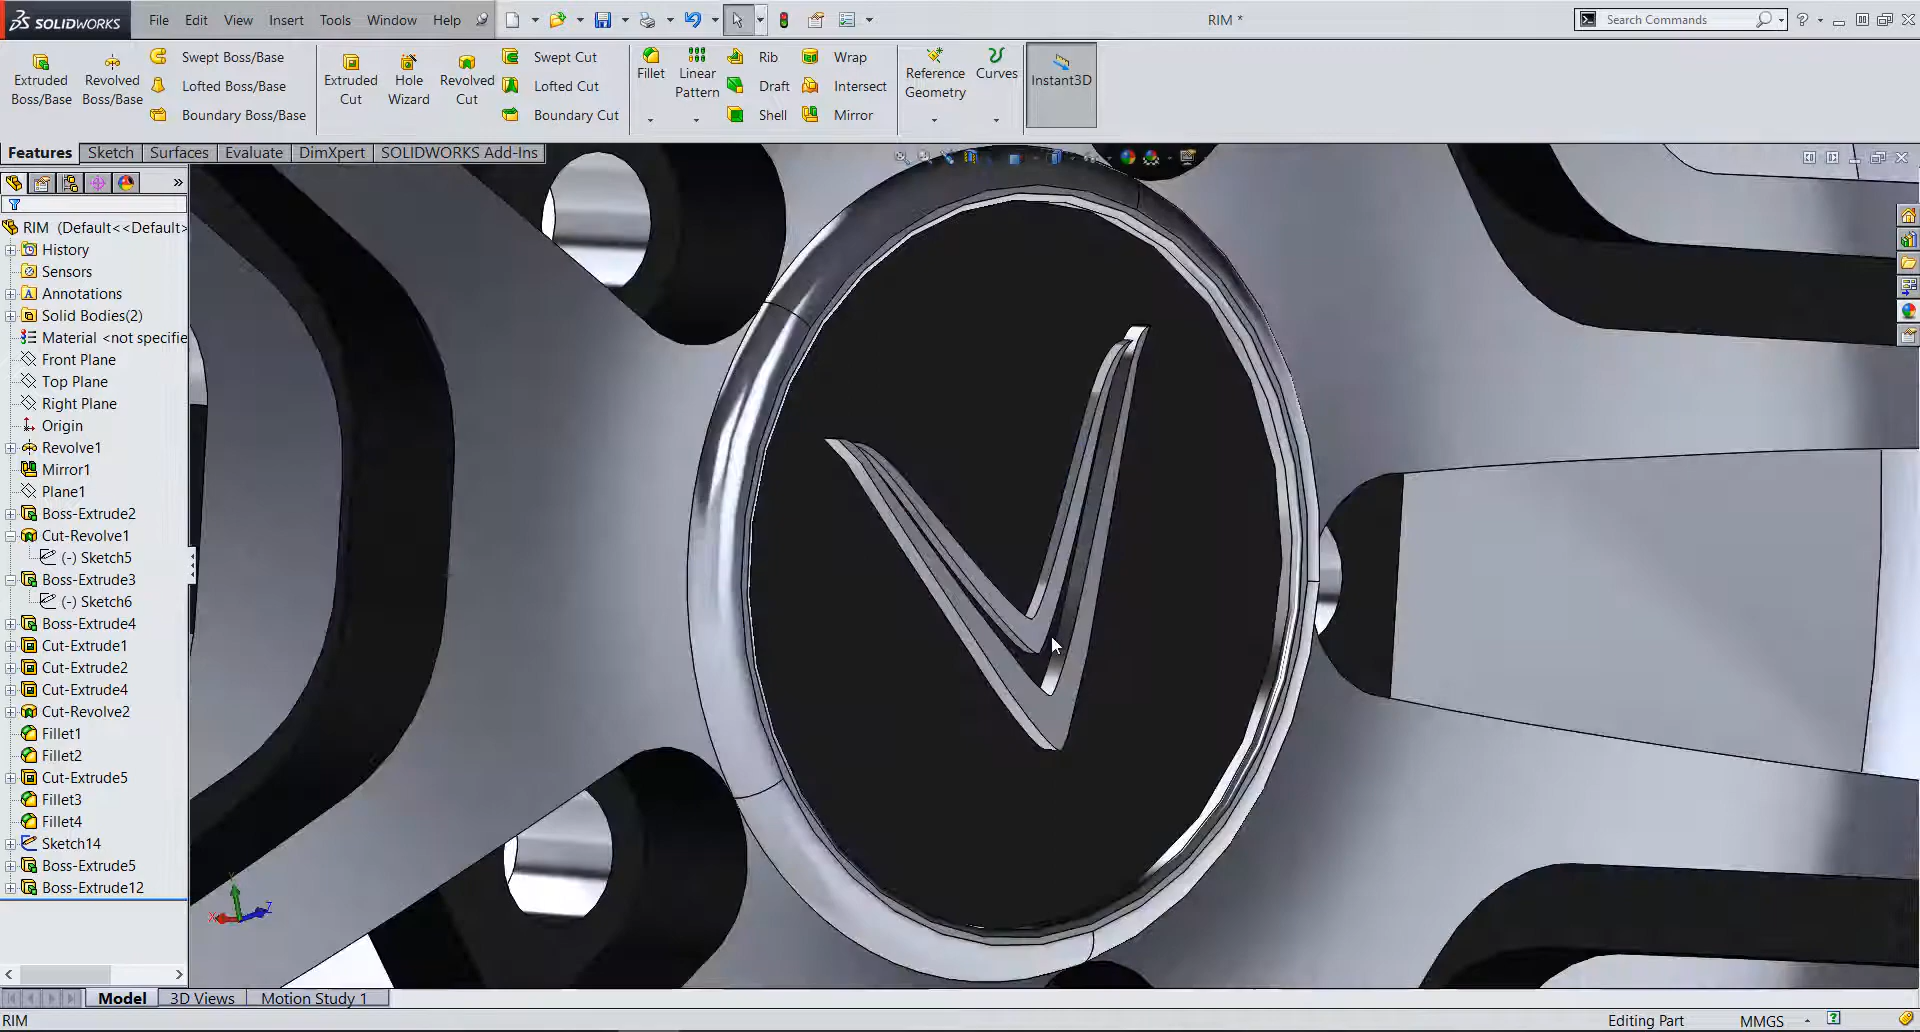 SOLIDWORKS File Edit View Insert Tools Window Help RIM * Search Commands
Extruded Boss/Base
Revolved Boss/Base
Swept Boss/Base
Lofted Boss/Base
Boundary Boss/Base
Extruded Cut
Hole Wizard
Revolved Cut
Swept Cut
Lofted Cut
Boundary Cut
Fillet
Linear Pattern
Rib
Draft
Shell
Wrap
Intersect
Mirror
Reference Geometry
Curves
Instant3D
Features Sketch Surfaces Evaluate DimXpert SOLIDWORKS Add-Ins
RIM (Default<<Default>
History
Sensors
Annotations
Solid Bodies(2)
Material <not specifie
Front Plane
Top Plane
Right Plane
Origin
Revolve1
Mirror1
Plane1
Boss-Extrude2
Cut-Revolve1
(-) Sketch5
Boss-Extrude3
(-) Sketch6
Boss-Extrude4
Cut-Extrude1
Cut-Extrude2
Cut-Extrude4
Cut-Revolve2
Fillet1
Fillet2
Cut-Extrude5
Fillet3
Fillet4
Sketch14
Boss-Extrude5
Boss-Extrude12
Y
X Z
Model 3D Views Motion Study 1
RIM Editing Part MMGS